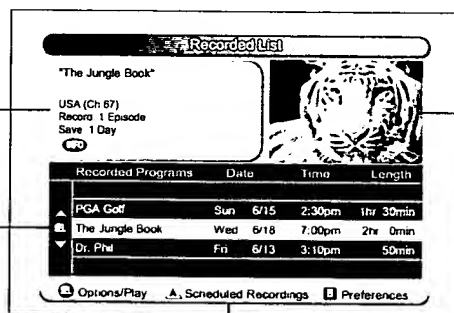 Recorded List
"The Jungle Book"
USA (Ch 67)
Record 1 Episode
Save 1 Day
INFO
Recorded Programs Date Time Length
PGA Golf Sun 6/15 2:30pm 1hr 30min
The Jungle Book Wed 6/18 7:00pm 2hr 0min
Dr. Phil Fri 6/13 3:10pm 50min
Options/Play A Scheduled Recordings Preferences